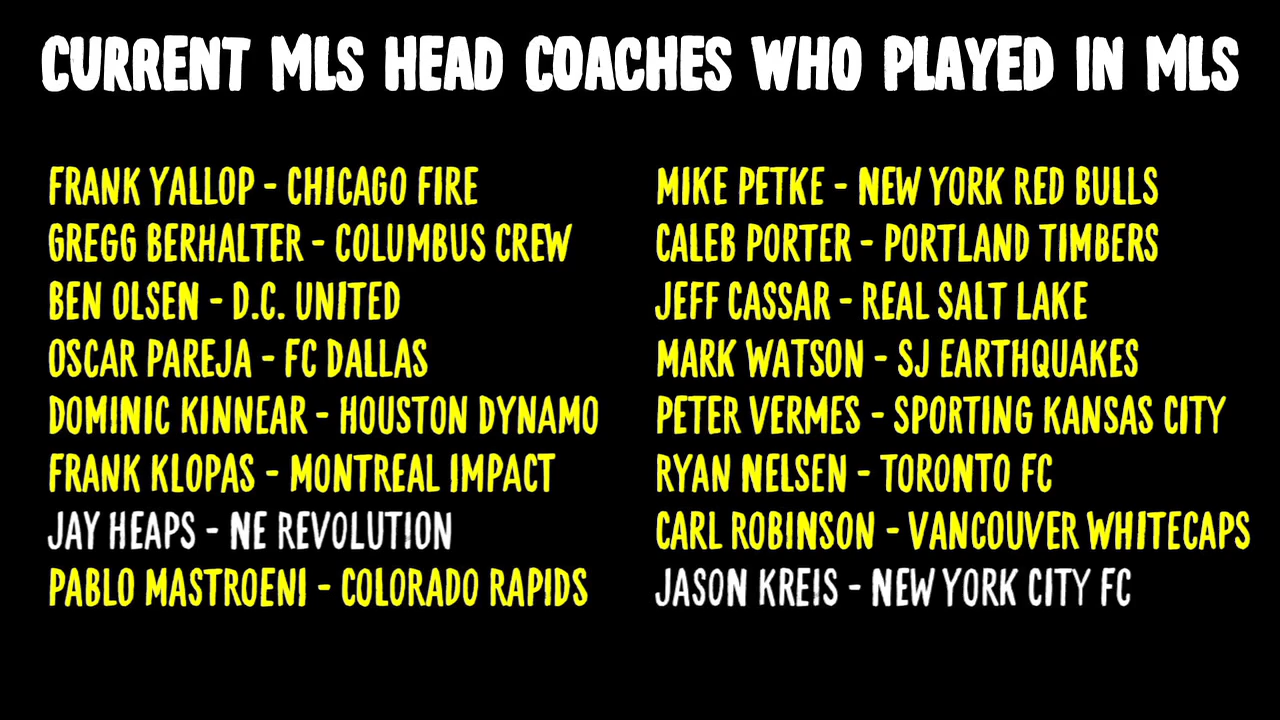 CURRENT MLS HEAD COACHES WHO PLAYED IN MLS
FRANK YALLOP - CHICAGO FIRE
GREGG BERHALTER - COLUMBUS CREW
BEN OLSEN - D.C. UNITED
OSCAR PAREJA - FC DALLAS
DOMINIC KINNEAR - HOUSTON DYNAMO
FRANK KLOPAS - MONTREAL IMPACT
JAY HEAPS - NE REVOLUTION
PABLO MASTROENI - COLORADO RAPIDS
MIKE PETKE - NEW YORK RED BULLS
CALEB PORTER - PORTLAND TIMBERS
JEFF CASSAR - REAL SALT LAKE
MARK WATSON - SJ EARTHQUAKES
PETER VERMES - SPORTING KANSAS CITY
RYAN NELSEN - TORONTO FC
CARL ROBINSON - VANCOUVER WHITECAPS
JASON KREIS - NEW YORK CITY FC